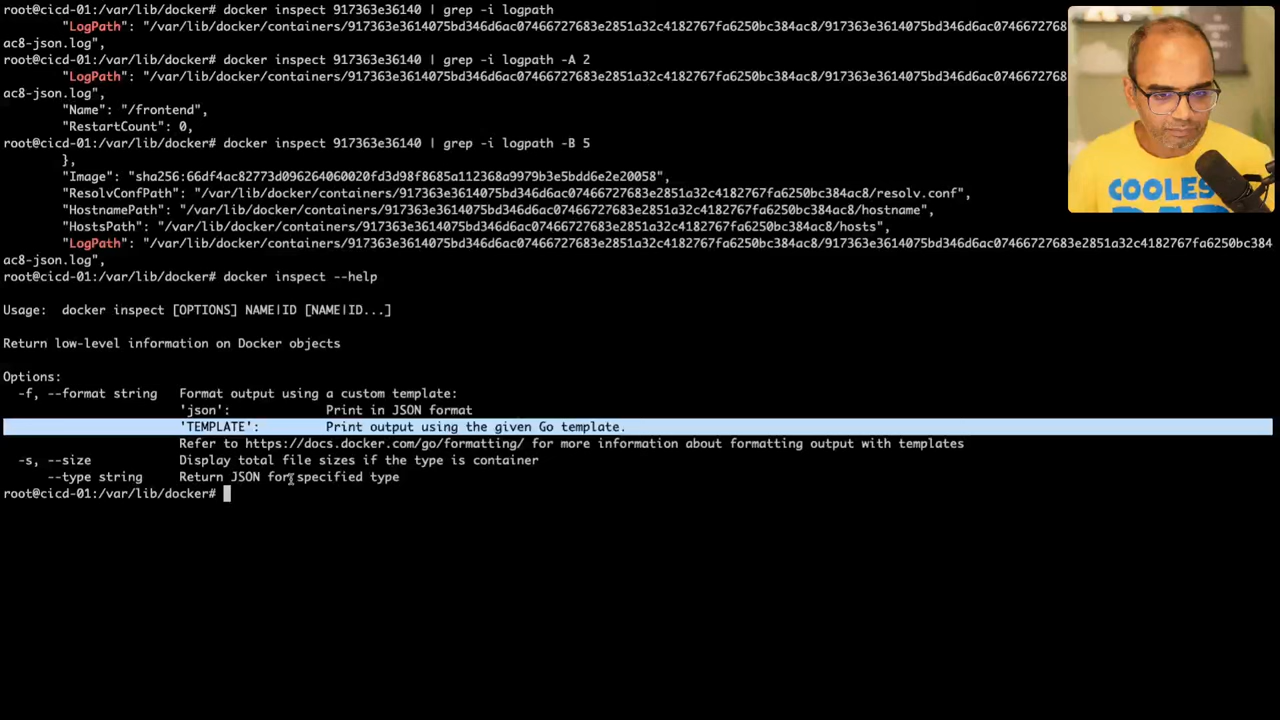 root@cicd-01:/var/lib/docker# docker inspect 917363e36140 | grep -i logpath
"LogPath": "/var/lib/docker/containers/917363e3614075bd346d6ac07466727683e2851a32c4182767fa6250bc384ac8/917363e3614075bd346d6ac07466727683
ac8-json.log",
root@cicd-01:/var/lib/docker# docker inspect 917363e36140 | grep -i logpath -A 2
"LogPath": "/var/lib/docker/containers/917363e3614075bd346d6ac07466727683e2851a32c4182767fa6250bc384ac8/917363e3614075bd346d6ac07466727683
ac8-json.log",
"Name": "/frontend",
"RestartCount": 0,
root@cicd-01:/var/lib/docker# docker inspect 917363e36140 | grep -i logpath -B 5
},
"Image": "sha256:66df4ac82773d096264060020fd3d98f8685a112368a9953b3e5bdd6e2e20058",
"ResolvConfPath": "/var/lib/docker/containers/917363e3614075bd346d6ac07466727683e2851a32c4182767fa6250bc384ac8/resolv.conf",
"HostnamePath": "/var/lib/docker/containers/917363e3614075bd346d6ac07466727683e2851a32c4182767fa6250bc384ac8/hostname",
"HostsPath": "/var/lib/docker/containers/917363e3614075bd346d6ac07466727683e2851a32c4182767fa6250bc384ac8/hosts",
"LogPath": "/var/lib/docker/containers/917363e3614075bd346d6ac07466727683e2851a32c4182767fa6250bc384ac8/917363e3614075bd346d6ac07466727683e2851a32c4182767fa6250bc384
ac8-json.log",
root@cicd-01:/var/lib/docker# docker inspect --help
Usage:  docker inspect [OPTIONS] NAME|ID [NAME|ID...]
Return low-level information on Docker objects
Options:
-f, --format string   Format output using a custom template:
'json':             Print in JSON format
'TEMPLATE':         Print output using the given Go template.
Refer to https://docs.docker.com/go/formatting/ for more information about formatting output with templates
-s, --size            Display total file sizes if the type is container
--type string     Return JSON for specified type
root@cicd-01:/var/lib/docker#
COOLES